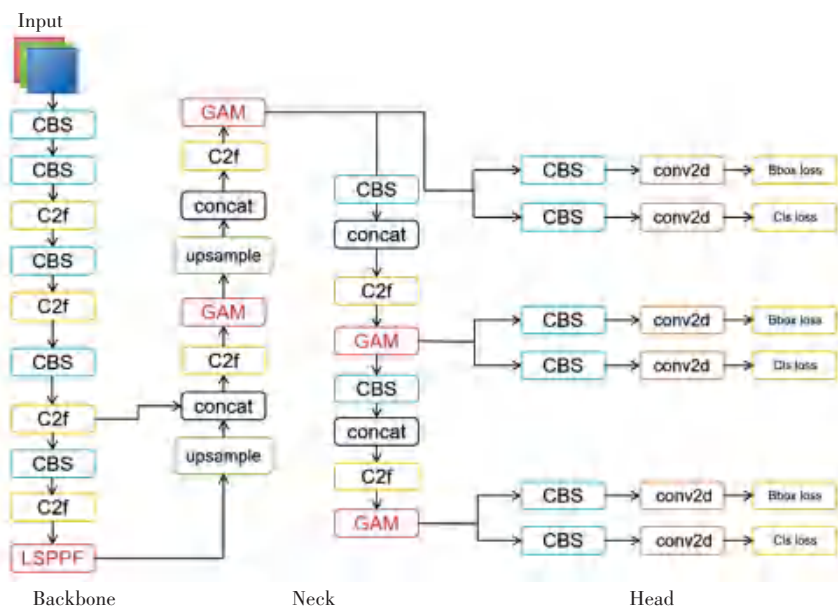 Input
CBS
CBS
C2f
CBS
C2f
CBS
C2f
CBS
C2f
LSPPF
GAM
C2f
concat
upsample
GAM
C2f
concat
upsample
CBS
concat
C2f
GAM
CBS
concat
C2f
GAM
CBS conv2d Bbox loss
CBS conv2d Cls loss
CBS conv2d Bbox loss
CBS conv2d Cls loss
CBS conv2d Bbox loss
CBS conv2d Cls loss
Backbone Neck Head